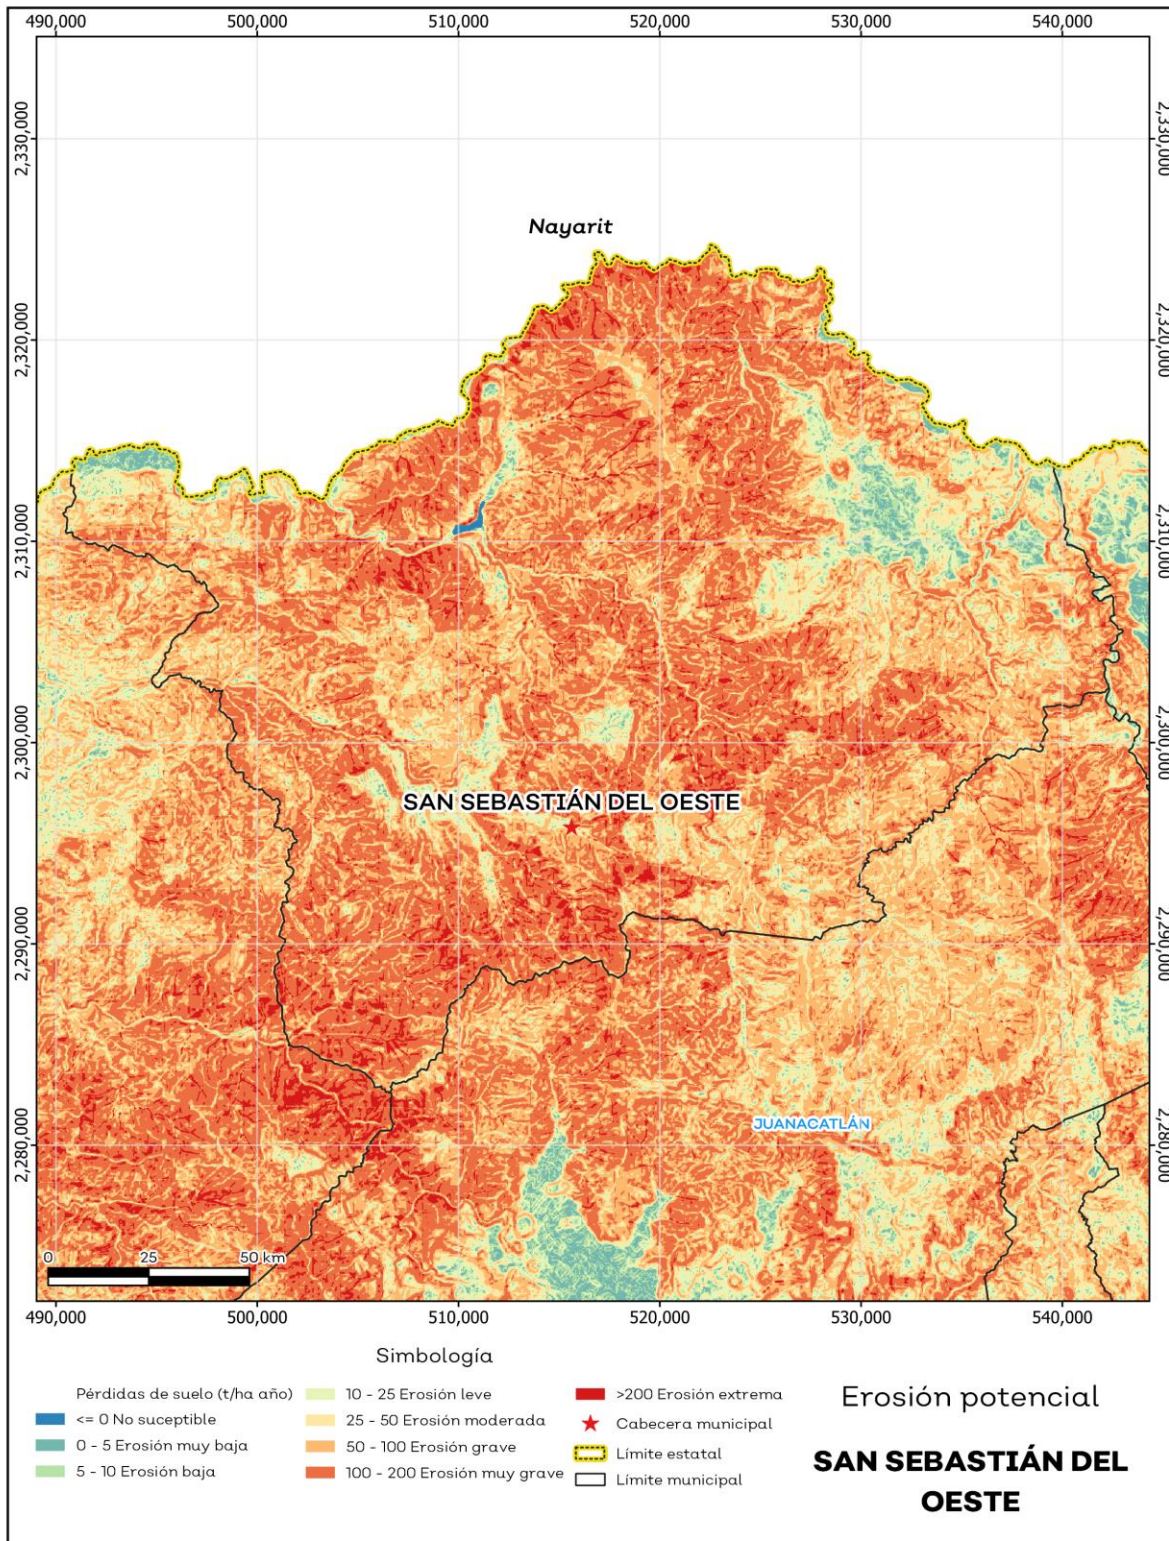 490,000 500,000 510,000 520,000 530,000 540,000
2,330,000 2,330,000
Nayarit
2,320,000 2,320,000
2,310,000 2,310,000
2,300,000 2,300,000
SAN SEBASTIÁN DEL OESTE
2,290,000 2,290,000
JUANACATLÁN
2,280,000 2,280,000
0 25 50 km
490,000 500,000 510,000 520,000 530,000 540,000
Simbología
Pérdidas de suelo (t/ha año)
<= 0 No suceptible
0 - 5 Erosión muy baja
5 - 10 Erosión baja
10 - 25 Erosión leve
25 - 50 Erosión moderada
50 - 100 Erosión grave
100 - 200 Erosión muy grave
>200 Erosión extrema
Cabecera municipal
Límite estatal
Límite municipal
Erosión potencial
SAN SEBASTIÁN DEL
OESTE